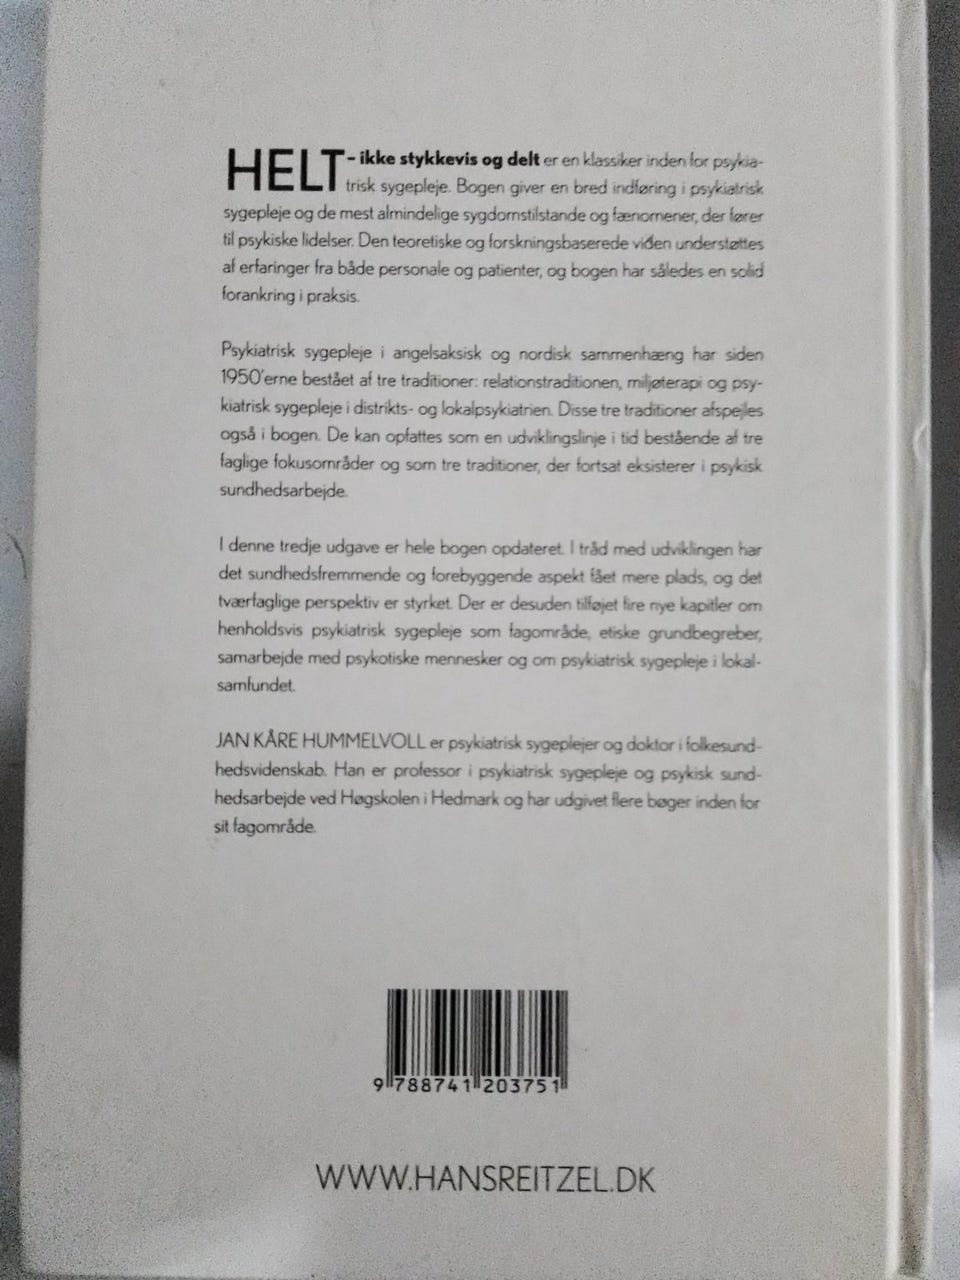 HELT – ikke stykkevis og delt er en klassiker inden for psykia-
trisk sygepleje. Bogen giver en bred indføring i psykiatrisk
sygepleje og de mest almindelige sygdomstilstande og fænomener, der fører
til psykiske lidelser. Den teoretiske og forskningsbaserede viden understøttes
af erfaringer fra både personale og patienter, og bogen har således en solid
forankring i praksis.
Psykiatrisk sygepleje i angelsaksisk og nordisk sammenhæng har siden
1950'erne bestået af tre traditioner: relationstraditionen, miljøterapi og psy-
kiatrisk sygepleje i distrikts- og lokalpsykiatrien. Disse tre traditioner afspejles
også i bogen. De kan opfattes som en udviklingslinje i tid bestående af tre
faglige fokusområder og som tre traditioner, der fortsat eksisterer i psykisk
sundhedsarbejde.
I denne tredje udgave er hele bogen opdateret. I tråd med udviklingen har
det sundhedsfremmende og forebyggende aspekt fået mere plads, og det
tværfaglige perspektiv er styrket. Der er desuden tilføjet fire nye kapitler om
henholdsvis psykiatrisk sygepleje som fagområde, etiske grundbegreber,
samarbejde med psykotiske mennesker og om psykiatrisk sygepleje i lokal-
samfundet.
JAN KÅRE HUMMELVOLL er psykiatrisk sygeplejer og doktor i folkesund-
hedsvidenskab. Han er professor i psykiatrisk sygepleje og psykisk sund-
hedsarbejde ved Høgskolen i Hedmark og har udgivet flere bøger inden for
sit fagområde.
9 788741 203751
WWW.HANSREITZEL.DK